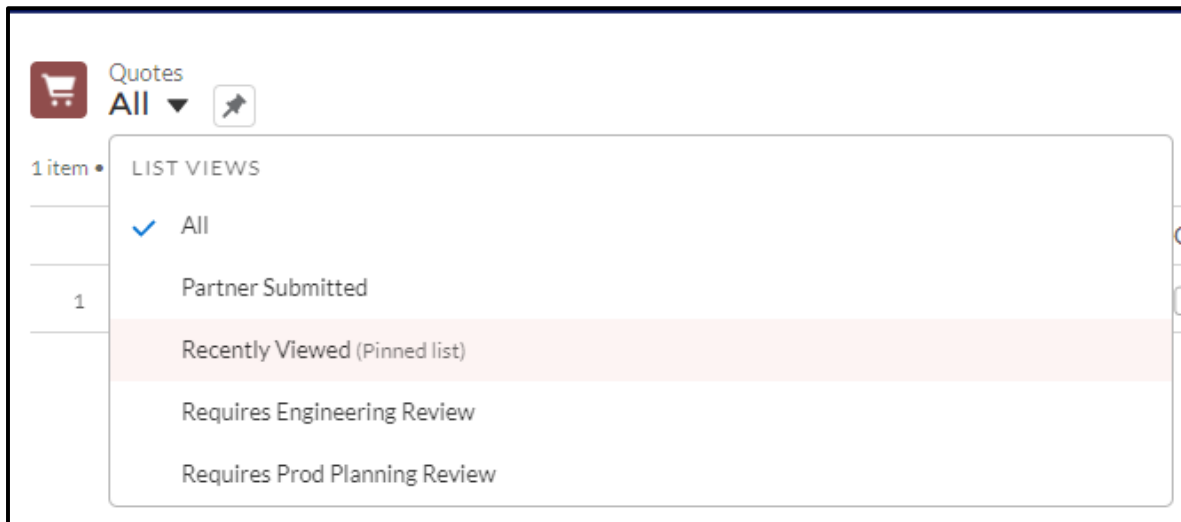 Quotes
All
1 item •
LIST VIEWS
All
Partner Submitted
1
Recently Viewed (Pinned list)
Requires Engineering Review
Requires Prod Planning Review